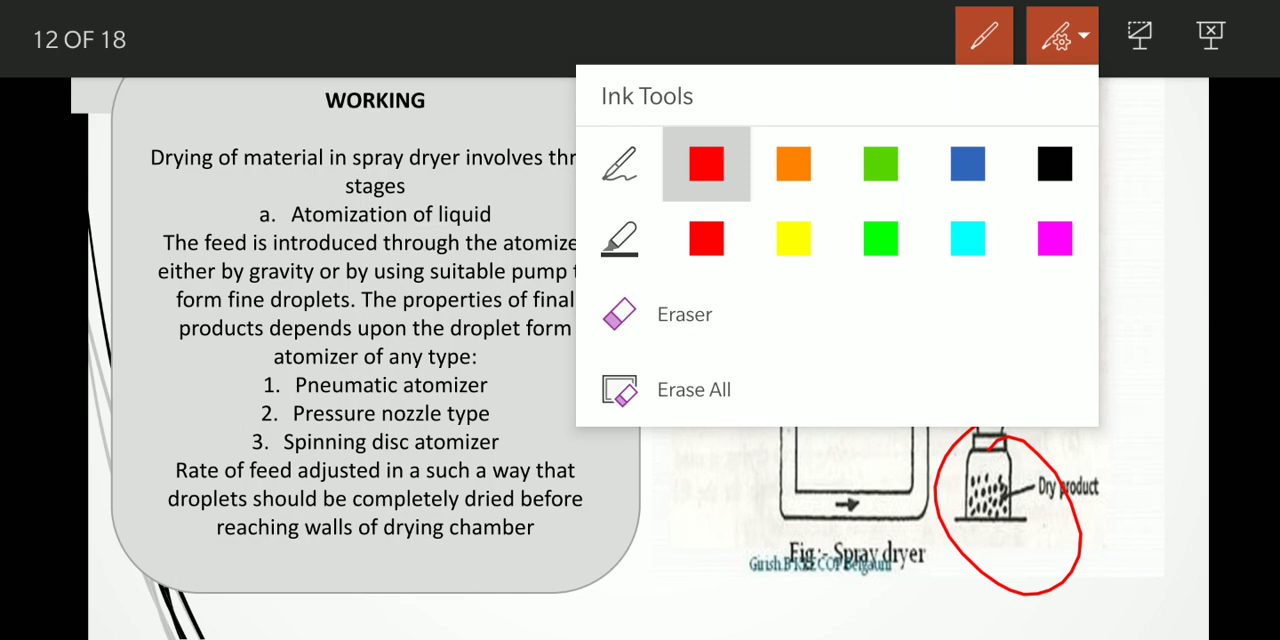 12 OF 18
Ink Tools
Eraser
Erase All
WORKING
Drying of material in spray dryer involves
stages
a. Atomization of liquid
The feed is introduced through the
either by gravity or by using suitable pump
form fine droplets. The properties of final
products depends upon the droplet form
atomizer of any type:
1. Pneumatic atomizer
2. Pressure nozzle type
3. Spinning disc atomizer
Rate of feed adjusted in a such a way that
droplets should be completely dried before
reaching walls of drying chamber
Dry product
Fig:- Spray dryer